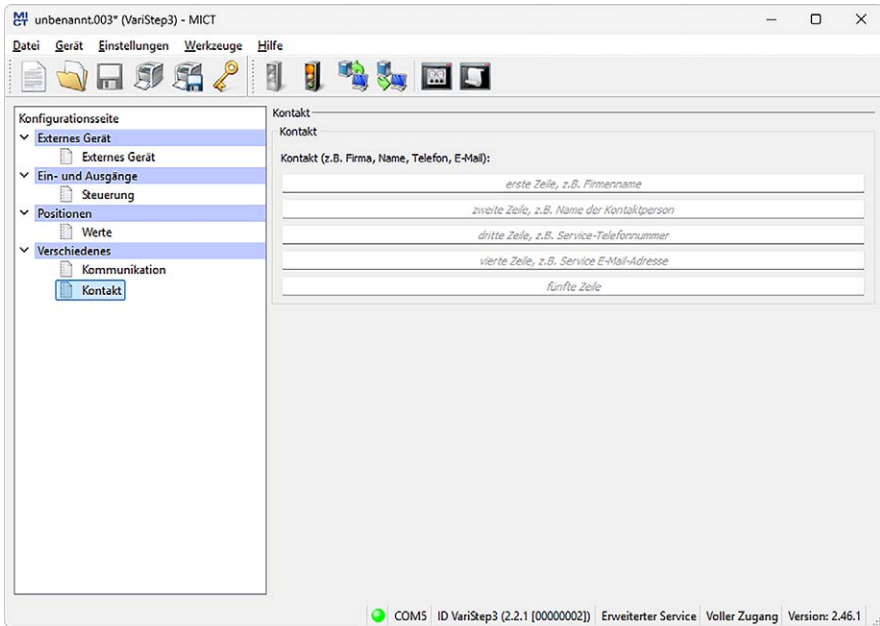 MICT unbenannt.003* (VariStep3) - MICT
Datei Gerät Einstellungen Werkzeuge Hilfe
Konfigurationsseite
Externes Gerät
Externes Gerät
Ein- und Ausgänge
Steuerung
Positionen
Werte
Verschiedenes
Kommunikation
Kontakt
Kontakt
Kontakt
Kontakt (z.B. Firma, Name, Telefon, E-Mail):
erste Zeile, z.B. Firmenname
zweite Zeile, z.B. Name der Kontaktperson
dritte Zeile, z.B. Service-Telefonnummer
vierte Zeile, z.B. Service E-Mail-Adresse
fünfte Zeile
COM5 ID VariStep3 (2.2.1 [00000002]) Erweiterter Service Voller Zugang Version: 2.46.1